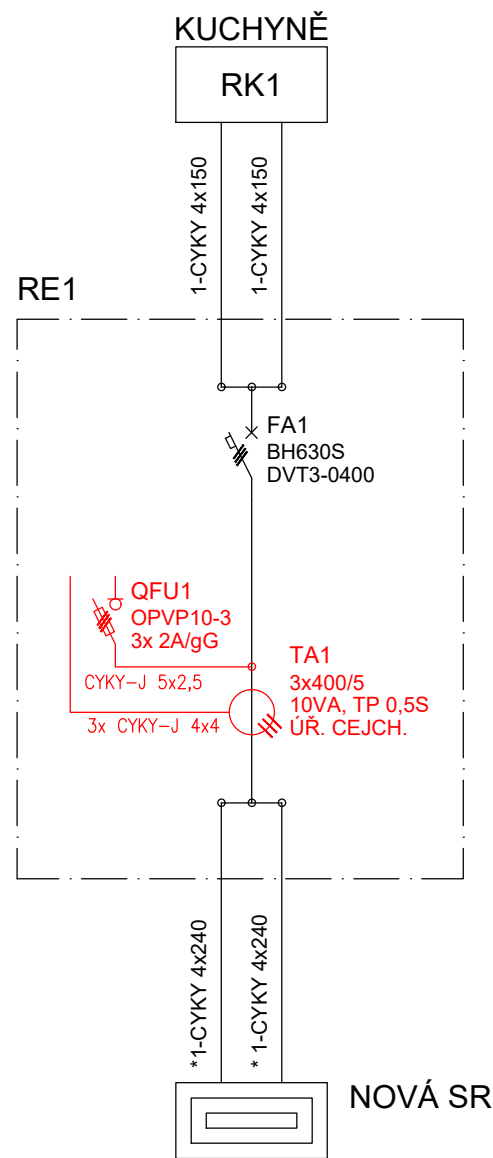 KUCHYNĚ
RK1
1-CYKY 4x150
1-CYKY 4x150
RE1
FA1
BH630S
DVT3-0400
QFU1
OPVP10-3
3x 2A/gG
CYKY-J 5x2,5
TA1
3x400/5
10VA, TP 0,5S
ÚŘ. CEJCH.
3x CYKY-J 4x4
*1-CYKY 4x240
* 1-CYKY 4x240
NOVÁ SR